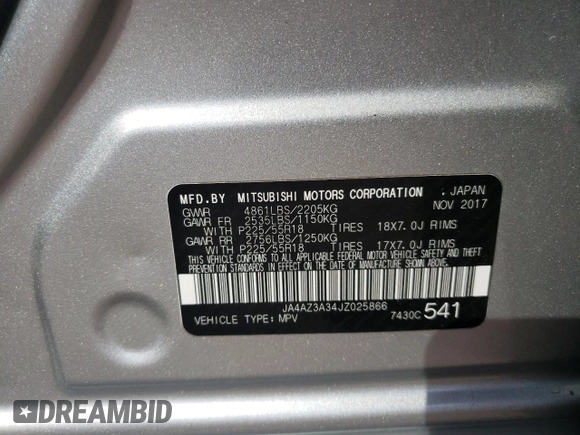 MFD.BY MITSUBISHI MOTORS CORPORATION . JAPAN
GVWR 4861LBS/2205KG NOV 2017
GAWR FR 2535LBS/1150KG
WITH P225/55R18 TIRES 18X7.0J RIMS
GAWR RR 2756LBS/1250KG
WITH P225/55R18 TIRES 17X7.0J RIMS
THIS VEHICLE CONFORMS TO ALL APPLICABLE FEDERAL MOTOR VEHICLE SAFETY AND THEFT
PREVENTION STANDARDS IN EFFECT ON THE DATE OF MANUFACTURE SHOWN ABOVE.
JA4AZ3A34JZ025866
VEHICLE TYPE: MPV 7430C 541
DREAMBID